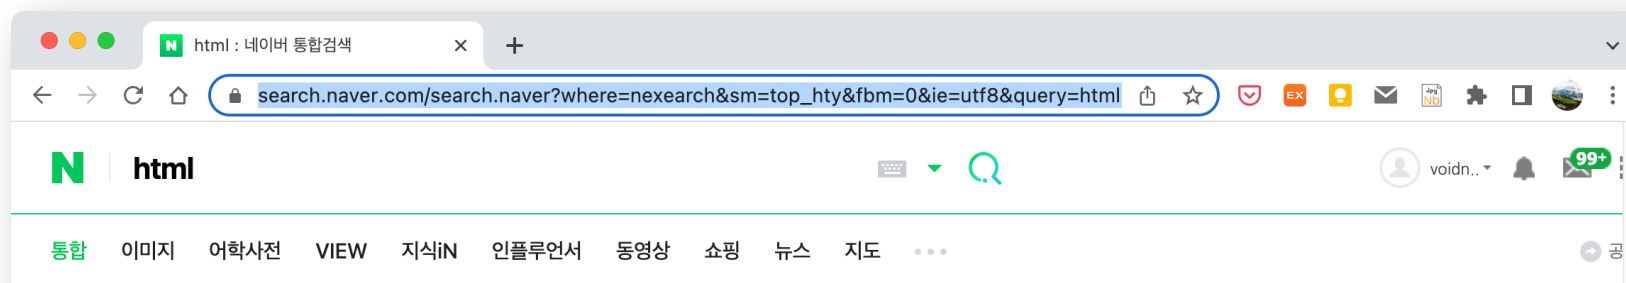 html : 네이버 통합검색
search.naver.com/search.naver?where=nexearch&sm=top_hty&fbm=0&ie=utf8&query=html
EX
Jpy
Nb
N html
voidn..
99+
통합 이미지 어학사전 VIEW 지식iN 인플루언서 동영상 쇼핑 뉴스 지도
공